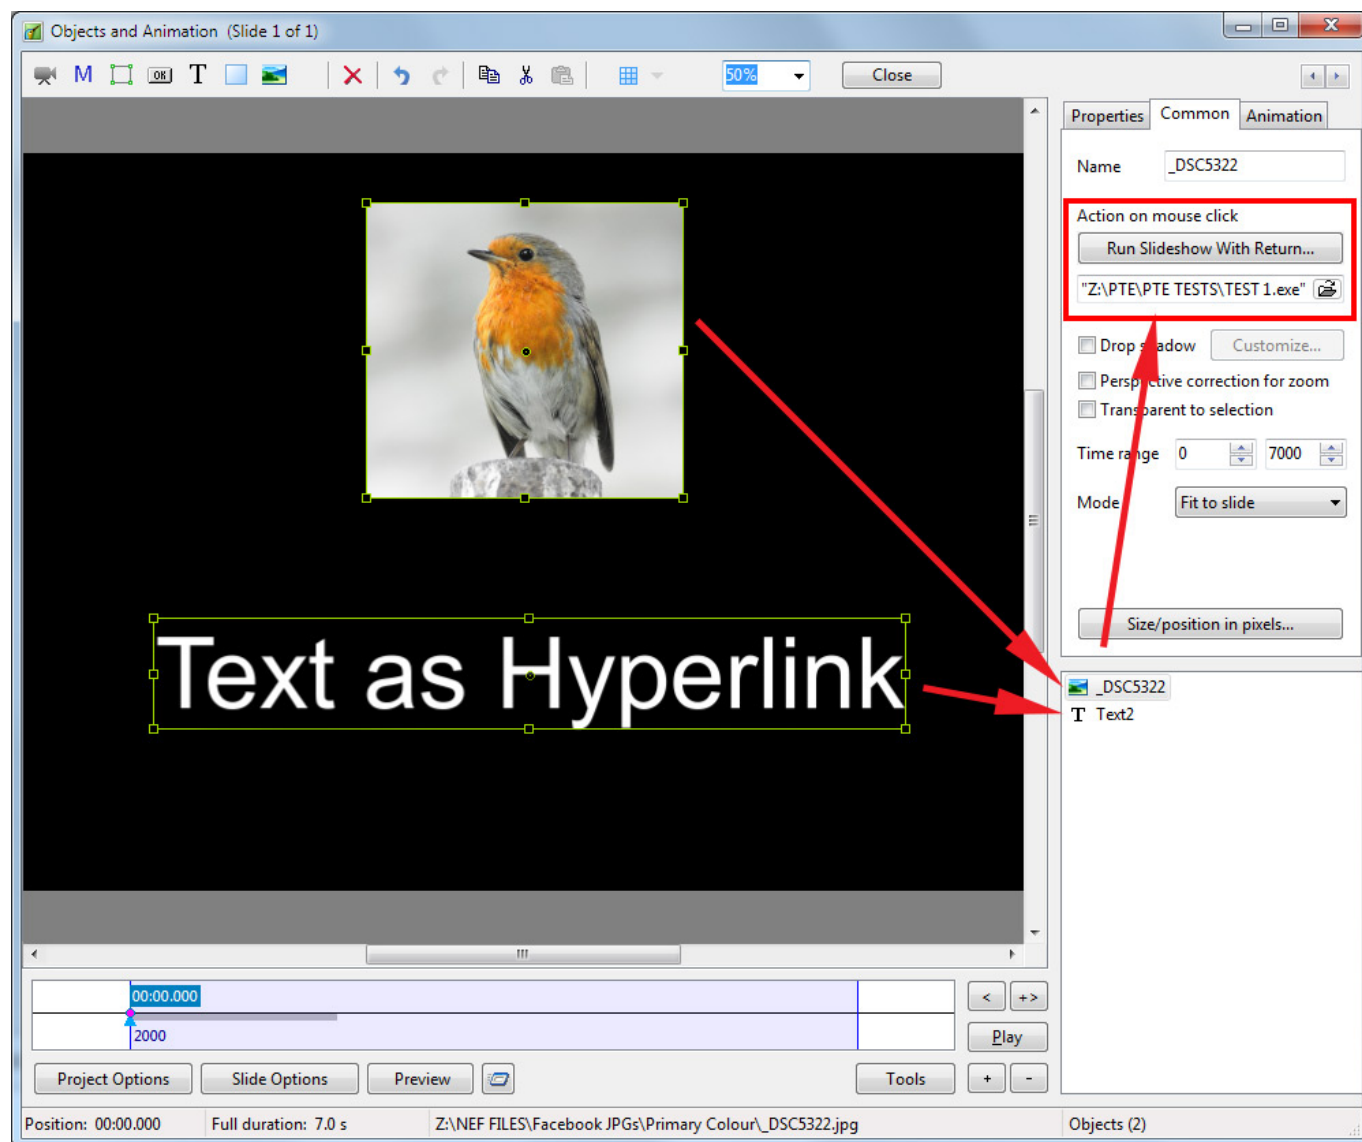 Objects and Animation (Slide 1 of 1)
M OK T 50% Close
Properties Common Animation
Name _DSC5322
Action on mouse click
Run Slideshow With Return...
"Z:\PTE\PTE TESTS\TEST 1.exe"
Drop shadow Customize...
Perspective correction for zoom
Transparent to selection
Time range 0 7000
Mode Fit to slide
Size/position in pixels...
Text as Hyperlink
_DSC5322
T Text2
00:00.000
2000
< +>
Play
Project Options Slide Options Preview Tools + -
Position: 00:00.000 Full duration: 7.0 s Z:\NEF FILES\Facebook JPGs\Primary Colour\_DSC5322.jpg Objects (2)